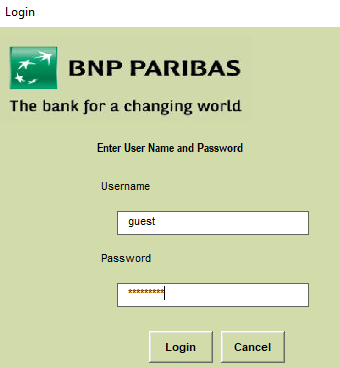 Login
BNP PARIBAS
The bank for a changing world
Enter User Name and Password
Username
guest
Password
*********
Login Cancel